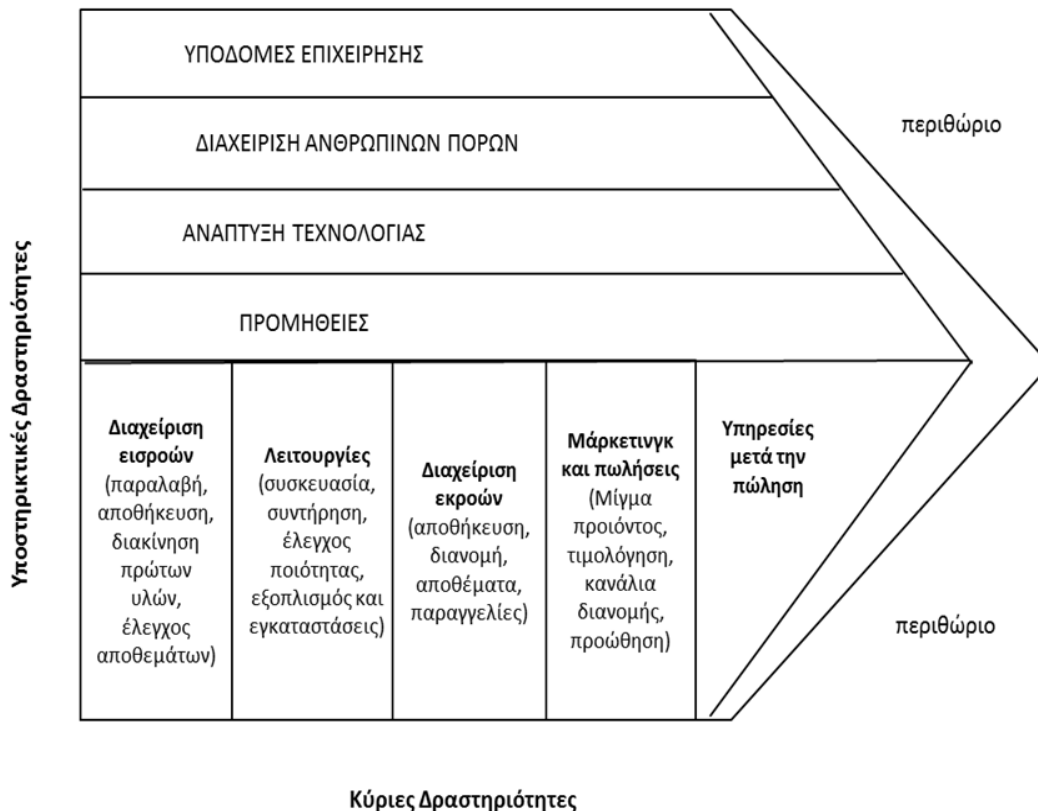 ΥΠΟΔΟΜΕΣ ΕΠΙΧΕΙΡΗΣΗΣ
ΔΙΑΧΕΙΡΙΣΗ ΑΝΘΡΩΠΙΝΩΝ ΠΟΡΩΝ
ΑΝΑΠΤΥΞΗ ΤΕΧΝΟΛΟΓΙΑΣ
ΠΡΟΜΗΘΕΙΕΣ
περιθώριο
Υποστηρικτικές Δραστηριότητες
Διαχείριση
εισροών
(παραλαβή,
αποθήκευση,
διακίνηση
πρώτων
υλών,
έλεγχος
αποθεμάτων)
Λειτουργίες
(συσκευασία,
συντήρηση,
έλεγχος
ποιότητας,
εξοπλισμός και
εγκαταστάσεις)
Διαχείριση
εκροών
(αποθήκευση,
διανομή,
αποθέματα,
παραγγελίες)
Μάρκετινγκ
και πωλήσεις
(Μίγμα
προιόντος,
τιμολόγηση,
κανάλια
διανομής,
προώθηση)
Υπηρεσίες
μετά την
πώληση
περιθώριο
Κύριες Δραστηριότητες